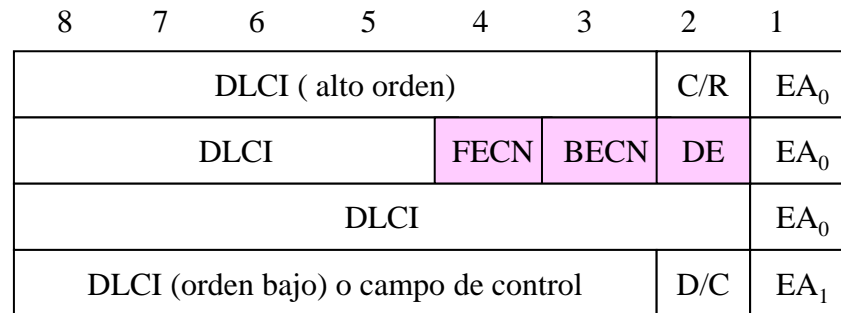 8 7 6 5 4 3 2 1
DLCI ( alto orden) C/R EA₀
DLCI FECN BECN DE EA₀
DLCI EA₀
DLCI (orden bajo) o campo de control D/C EA₁